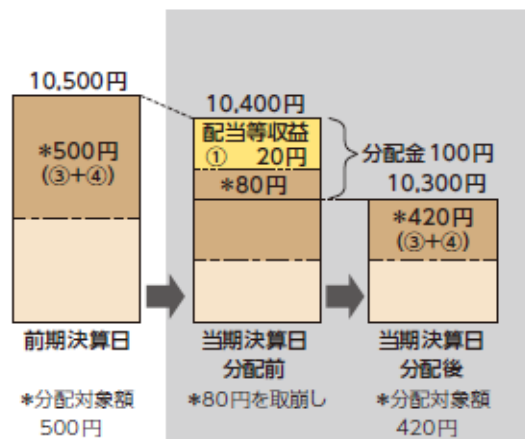 10,500円
*500円
(③+④)
前期決算日
*分配対象額
500円
10,400円
配当等収益
① 20円
*80円
当期決算日
分配前
*80円を取崩し
分配金100円
10,300円
*420円
(③+④)
当期決算日
分配後
*分配対象額
420円